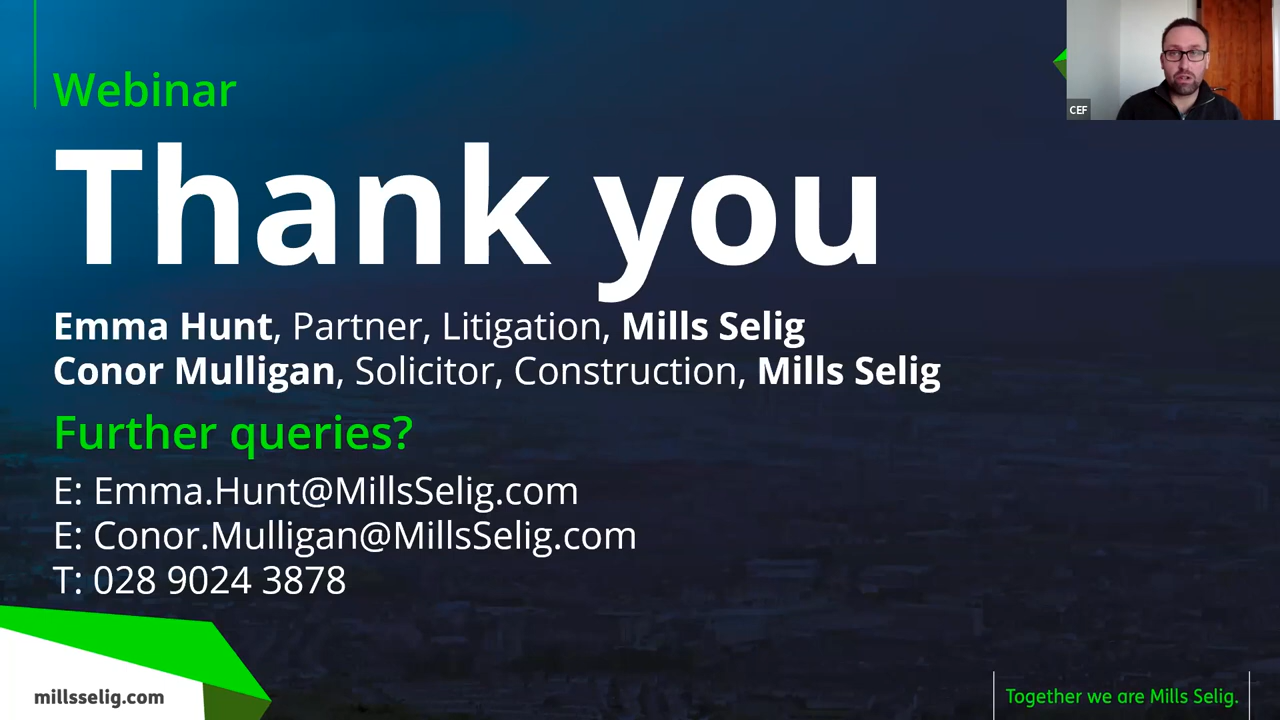 Webinar
CEF
Thank you
Emma Hunt, Partner, Litigation, Mills Selig
Conor Mulligan, Solicitor, Construction, Mills Selig
Further queries?
E: Emma.Hunt@MillsSelig.com
E: Conor.Mulligan@MillsSelig.com
T: 028 9024 3878
millsselig.com
Together we are Mills Selig.